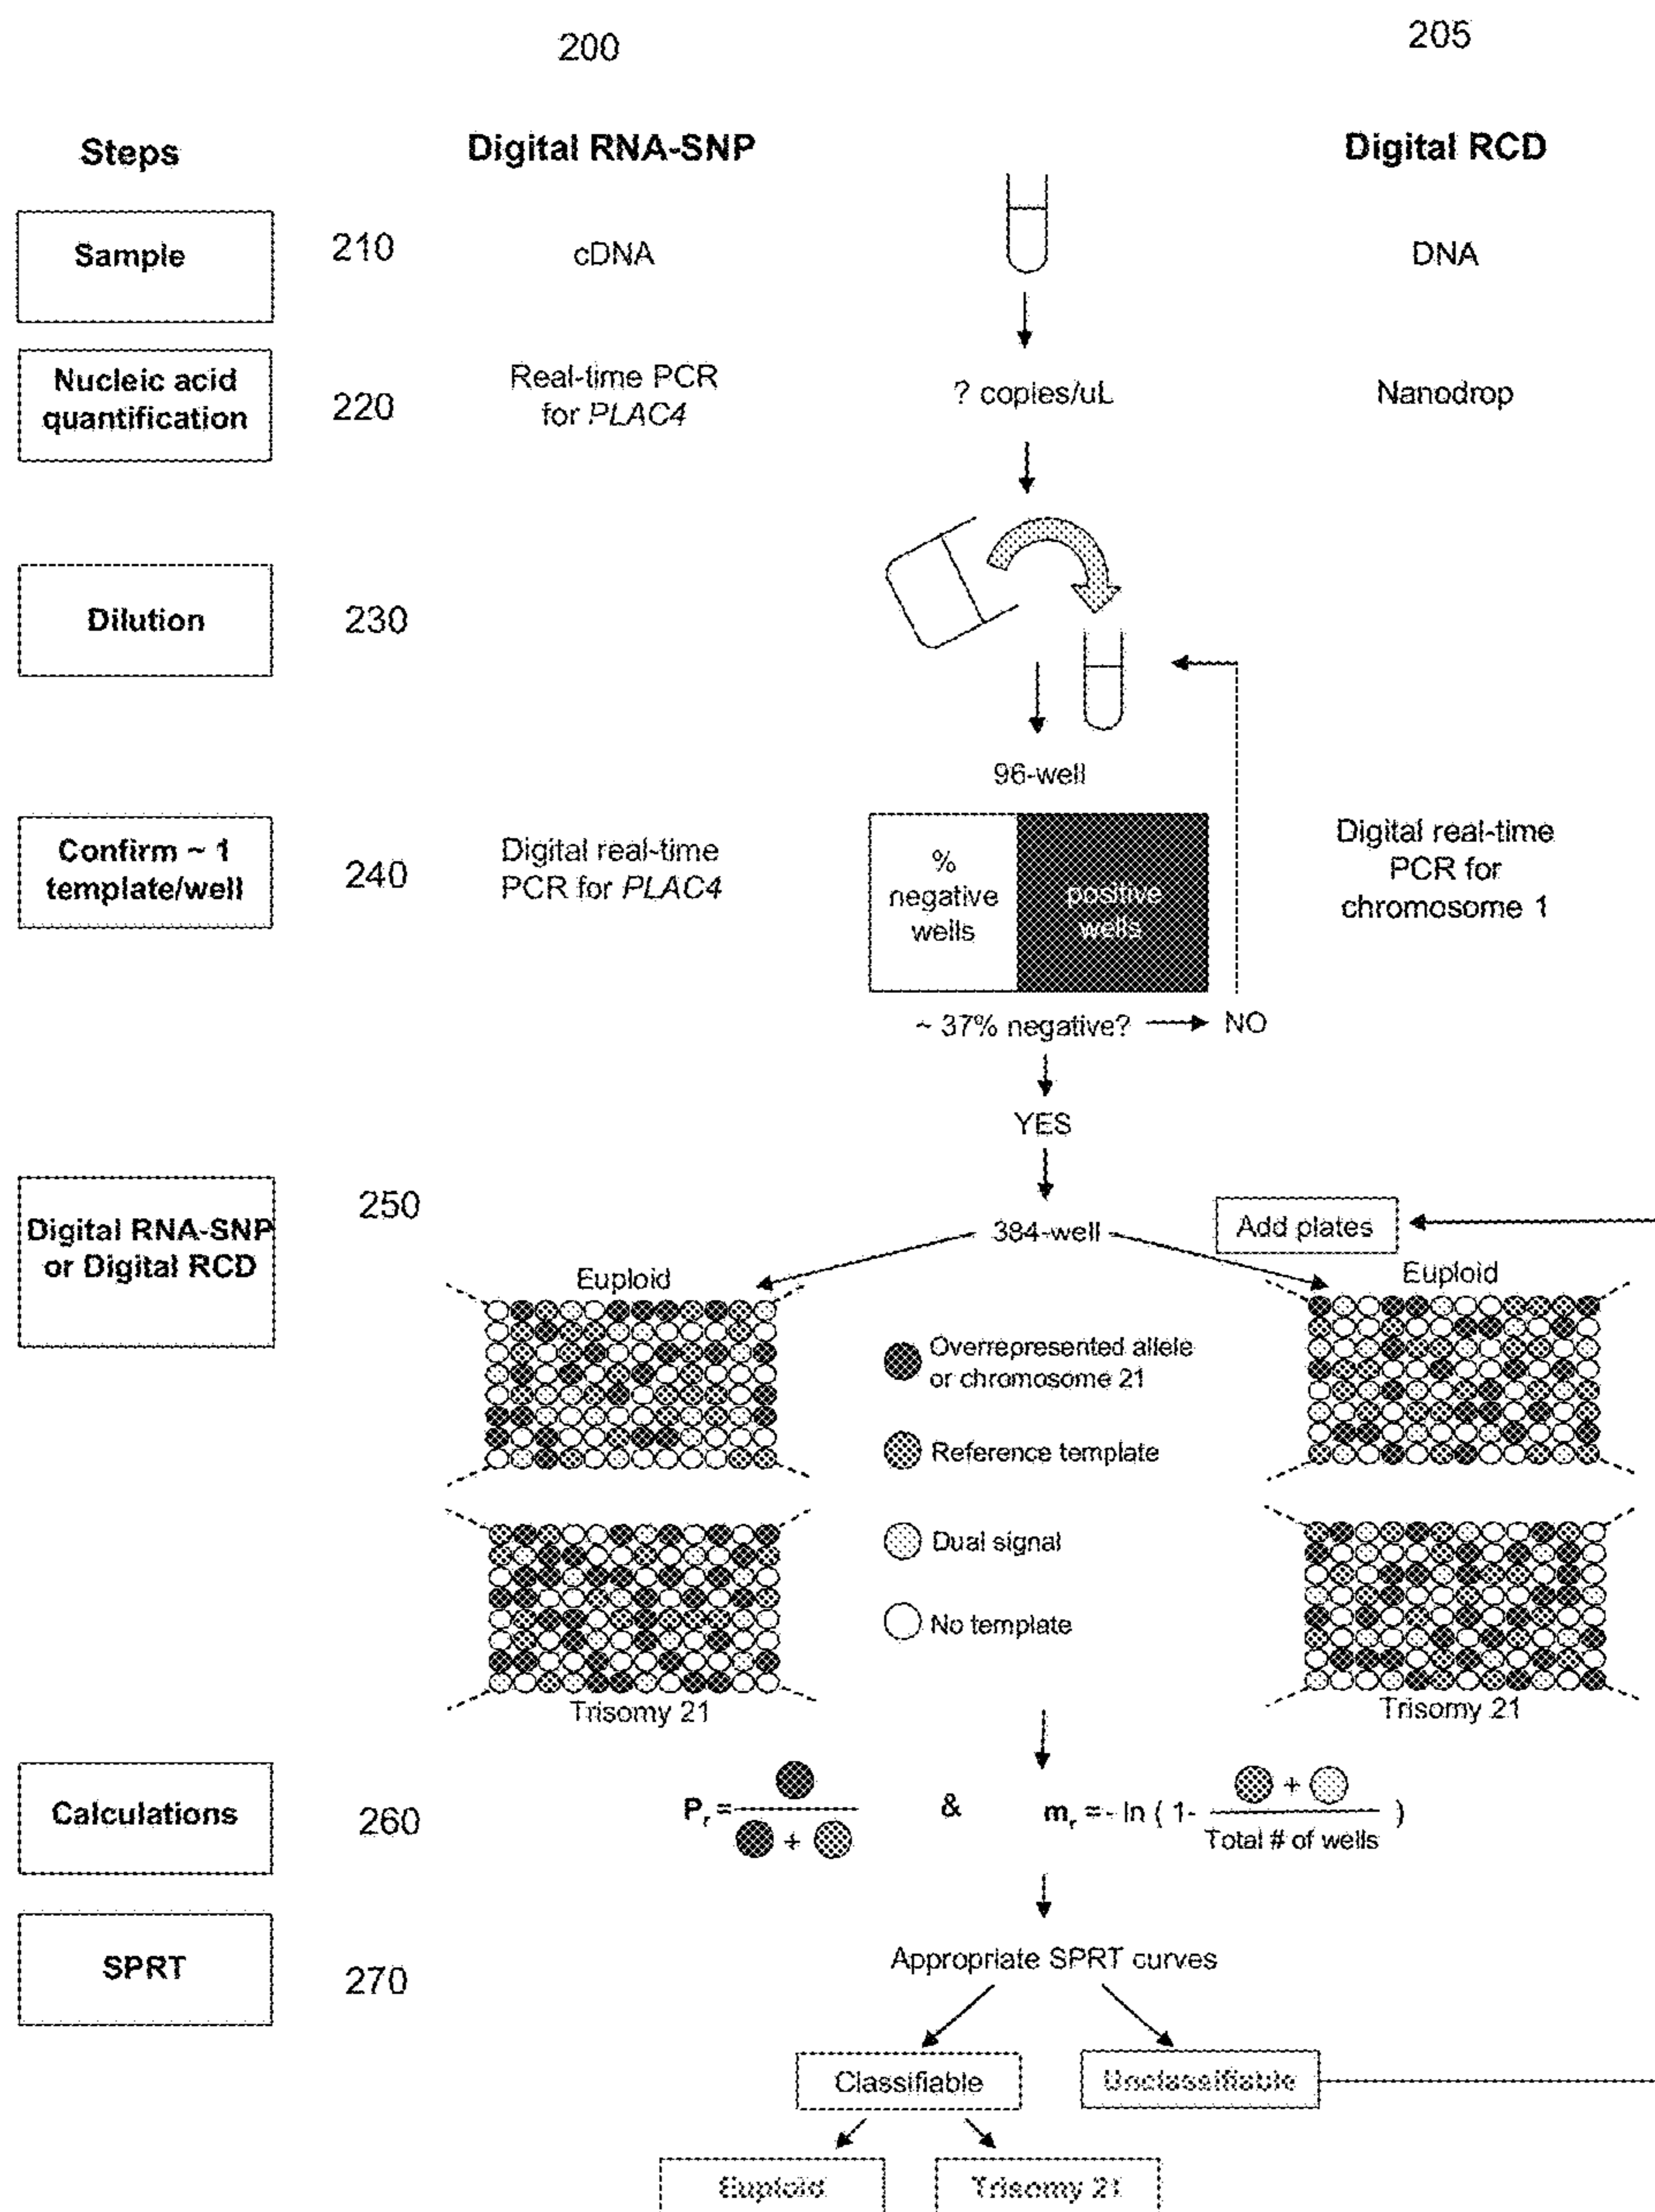 200
205
Steps
Digital RNA-SNP
Digital RCD
Sample
210
cDNA
DNA
Nucleic acid
quantification
220
Real-time PCR
for PLAC4
? copies/uL
Nanodrop
Dilution
230
96-well
Confirm ~ 1
template/well
240
Digital real-time
PCR for PLAC4
%
negative
wells
positive
wells
Digital real-time
PCR for
chromosome 1
~ 37% negative?
NO
YES
Digital RNA-SNP
or Digital RCD
250
384-well
Add plates
Euploid
Euploid
Overrepresented allele
or chromosome 21
Reference template
Dual signal
No template
Trisomy 21
Trisomy 21
Calculations
260
Pr =
+
&
mr = - ln ( 1-
+
Total # of wells
)
SPRT
270
Appropriate SPRT curves
Classifiable
Unclassifiable
Euploid
Trisomy 21